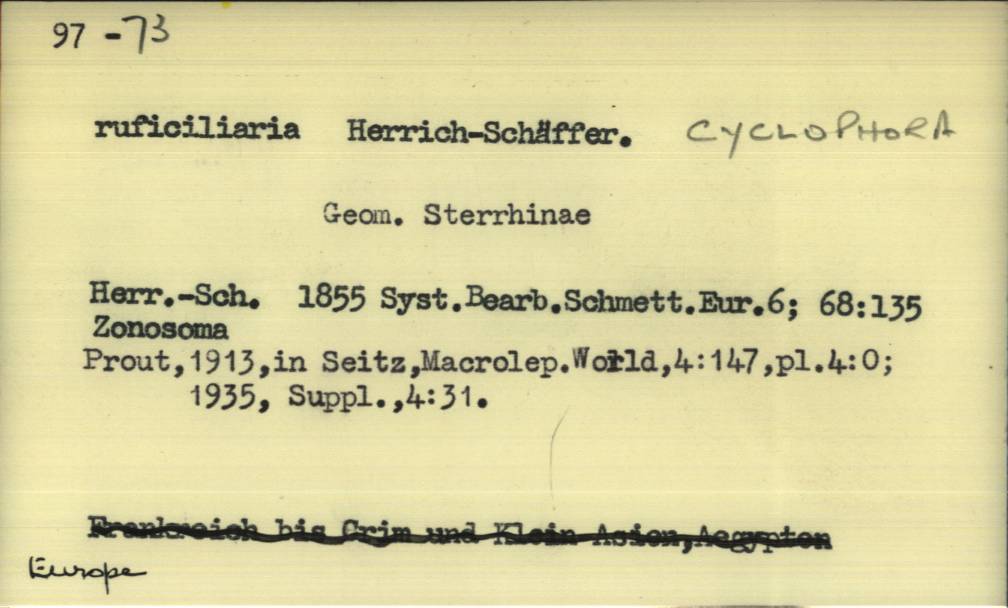 97 -73
ruficiliaria Herrich-Schäffer. CYCLOPHORA
Geom. Sterrhinae
Herr.-Sch. 1855 Syst.Bearb.Schmett.Eur.6; 68:135
Zonosoma
Prout,1913,in Seitz,Macrolep.World,4:147,pl.4:0;
1935, Suppl.,4:31.
Frankreich bis Crim und Klein Asien,Aegypten
Europe